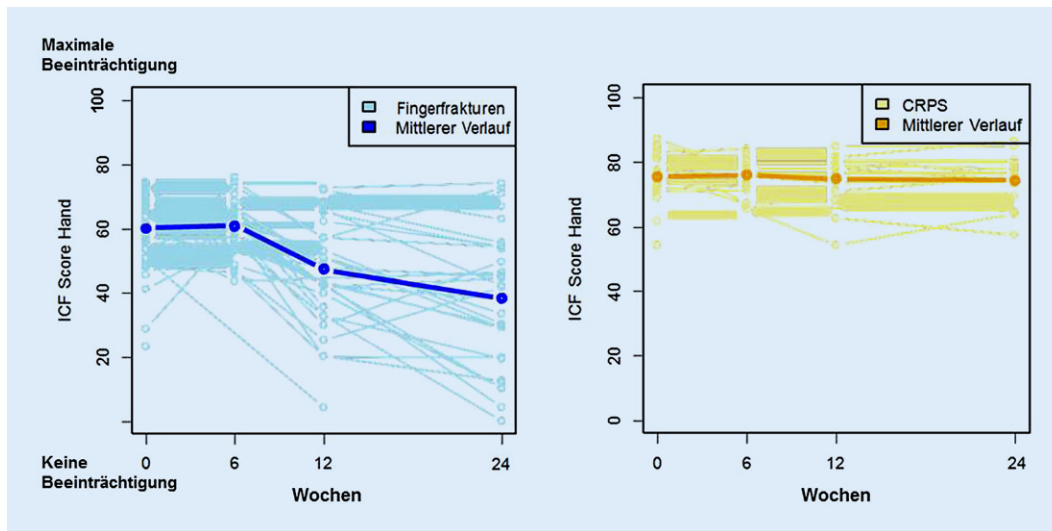 Maximale
Beeinträchtigung
ICF Score Hand
100
80
60
40
20
Fingerfrakturen
Mittlerer Verlauf
0
6
12
24
Wochen
Keine
Beeinträchtigung
ICF Score Hand
100
80
60
40
20
0
CRPS
Mittlerer Verlauf
0
6
12
24
Wochen